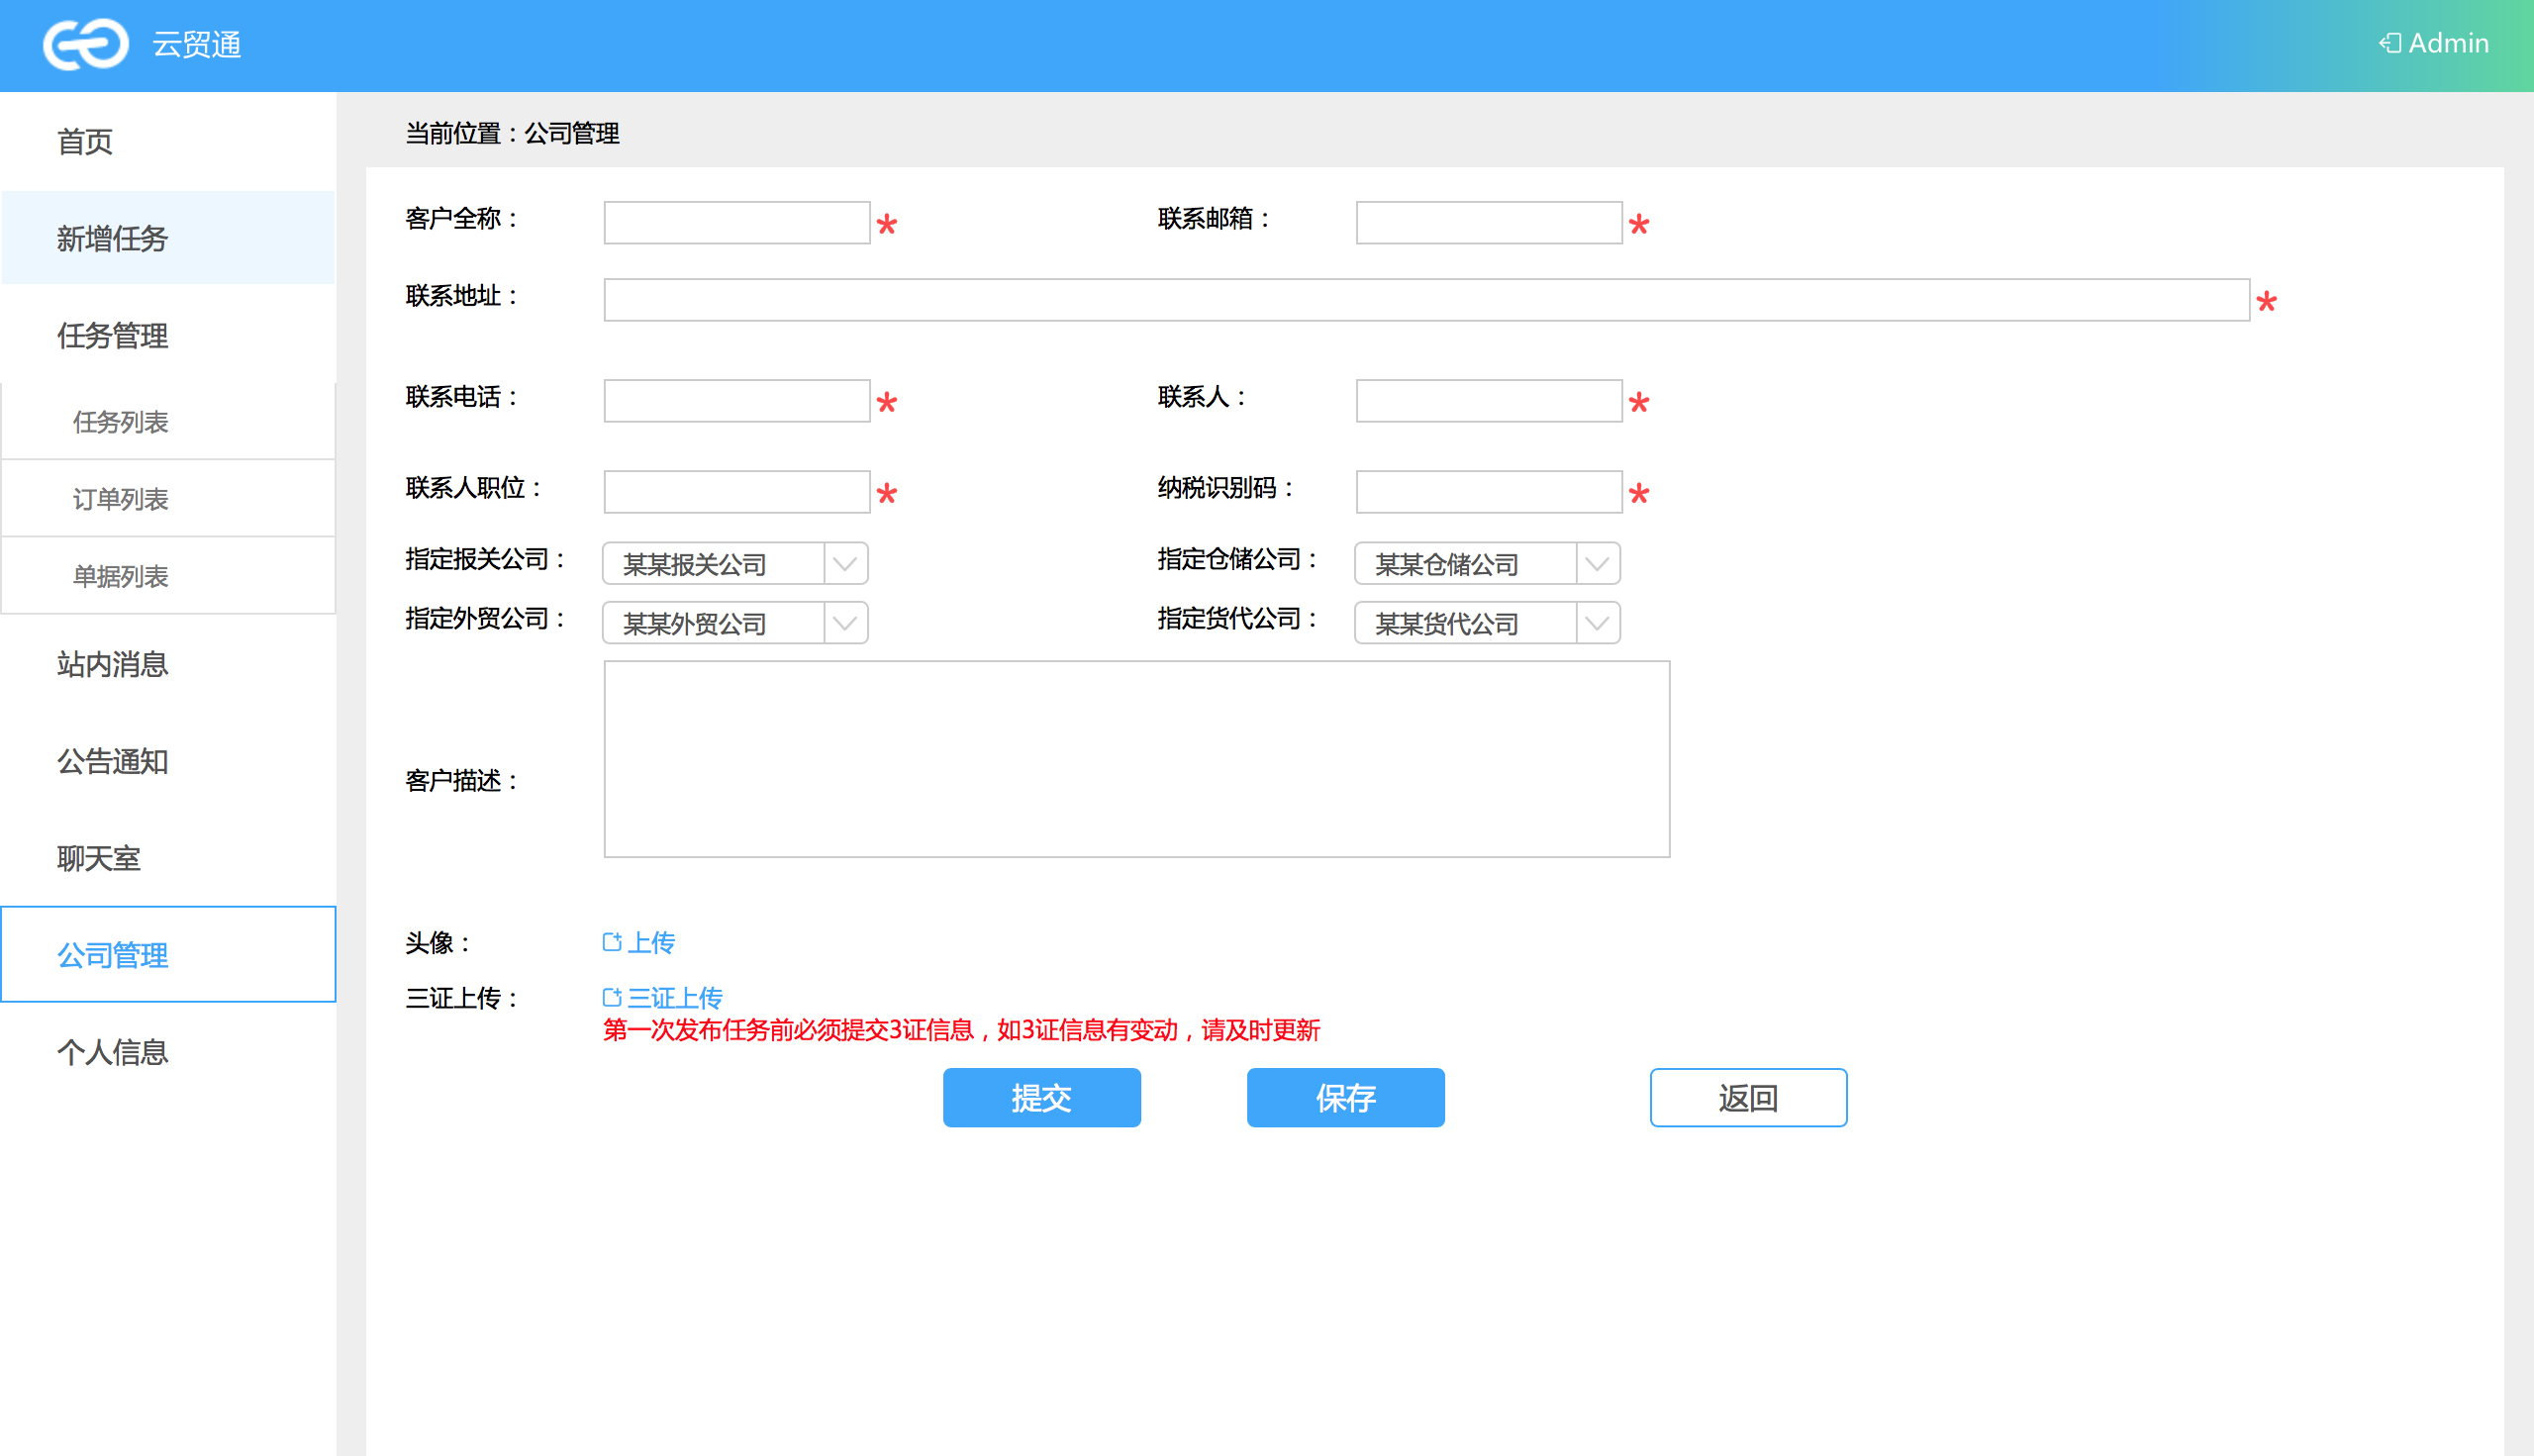 云贸通
Admin
首页
新增任务
任务管理
任务列表
订单列表
单据列表
站内消息
公告通知
聊天室
公司管理
个人信息
当前位置：公司管理
客户全称： * 联系邮箱： *
联系地址： *
联系电话： * 联系人： *
联系人职位： * 纳税识别码： *
指定报关公司： 某某报关公司 指定仓储公司： 某某仓储公司
指定外贸公司： 某某外贸公司 指定货代公司： 某某货代公司
客户描述：
头像： 上传
三证上传： 三证上传
第一次发布任务前必须提交3证信息，如3证信息有变动，请及时更新
提交 保存 返回